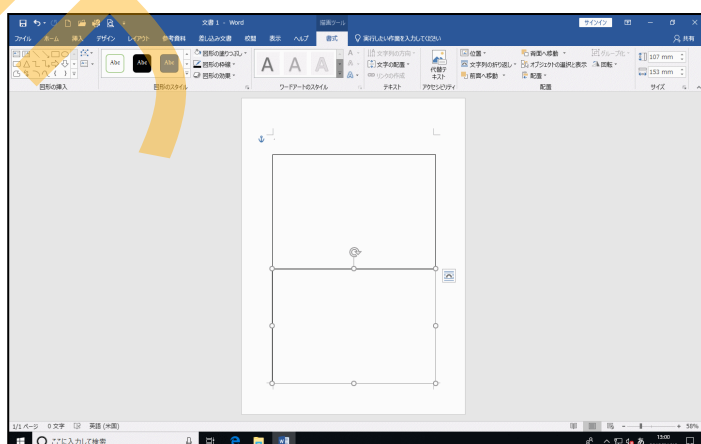 文書 1 - Word
描画ツール
サインイン
ファイル ホーム 挿入 デザイン レイアウト 参考資料 差し込み文書 校閲 表示 ヘルプ 書式 実行したい作業を入力してください 共有
Abc Abc Abc
図形の塗りつぶし
図形の枠線
図形の効果
A A A
文字列の方向
文字の配置
リンクの作成
代替テキスト
位置
文字列の折り返し
前面へ移動
背面へ移動
オブジェクトの選択と表示
配置
グループ化
回転
107 mm
153 mm
図形の挿入 図形のスタイル ワードアートのスタイル テキスト アクセシビリティ 配置 サイズ
1/1 ページ 0 文字 英語 (米国) 58%
ここに入力して検索 あ 15:00